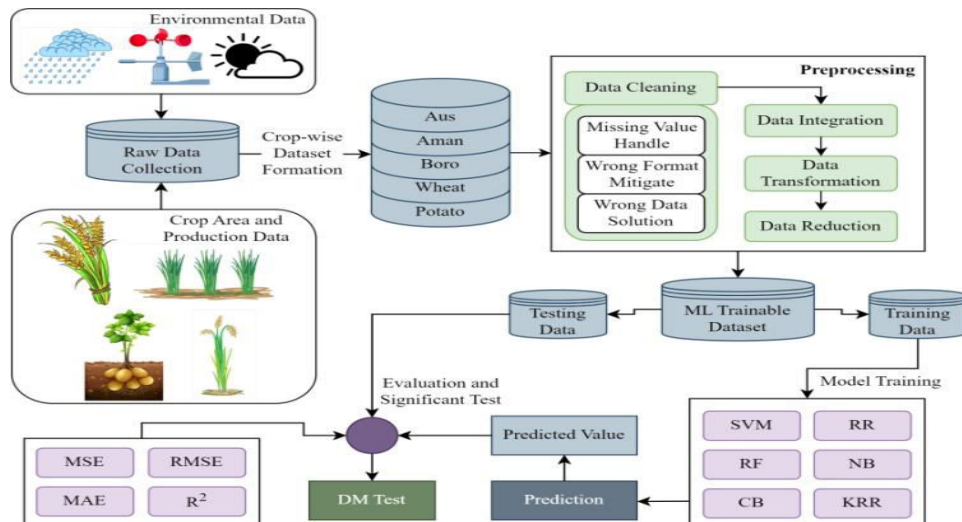 Environmental Data
Raw Data
Collection
Crop-wise
Dataset
Formation
Crop Area and
Production Data
Aus
Aman
Boro
Wheat
Potato
Preprocessing
Data Cleaning
Missing Value
Handle
Wrong Format
Mitigate
Wrong Data
Solution
Data Integration
Data
Transformation
Data Reduction
Testing
Data
ML Trainable
Dataset
Training
Data
Model Training
SVM
RR
RF
NB
CB
KRR
Prediction
Predicted Value
Evaluation and
Significant Test
MSE
RMSE
MAE
R²
DM Test